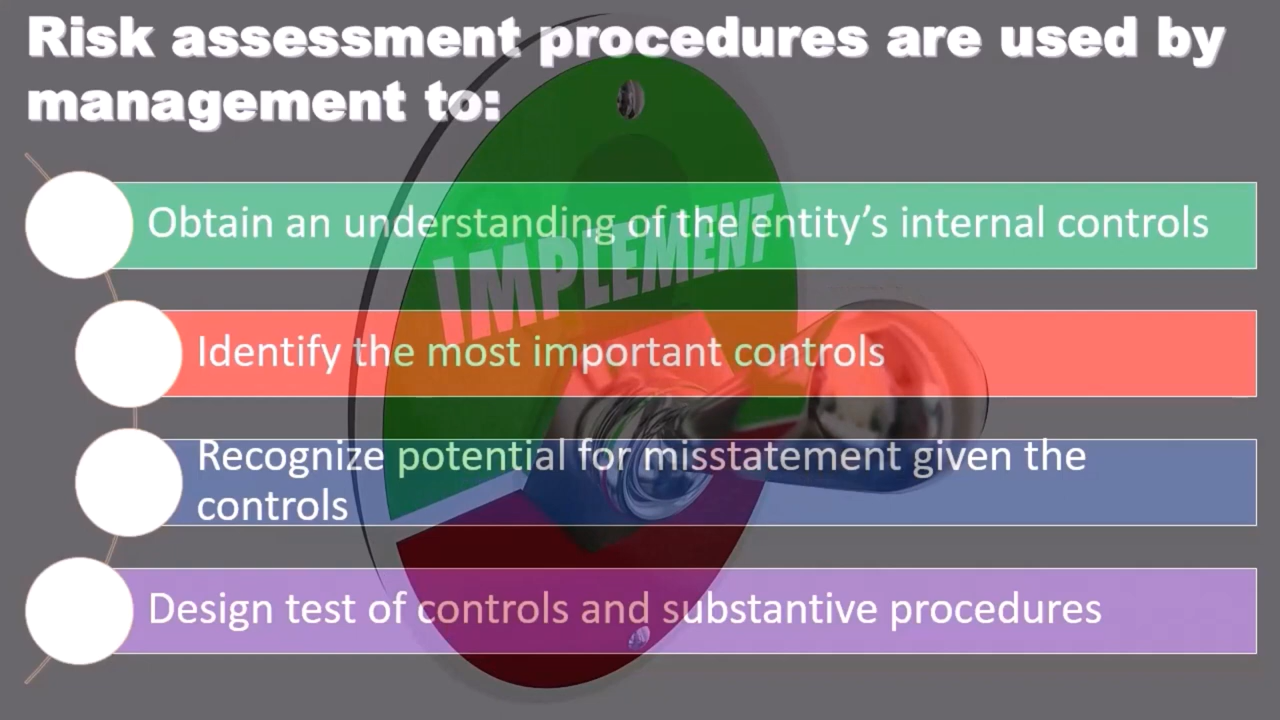 Risk assessment procedures are used by
management to:
Obtain an understanding of the entity’s internal controls
IMPLEMENT
Identify the most important controls
Recognize potential for misstatement given the
controls
Design test of controls and substantive procedures